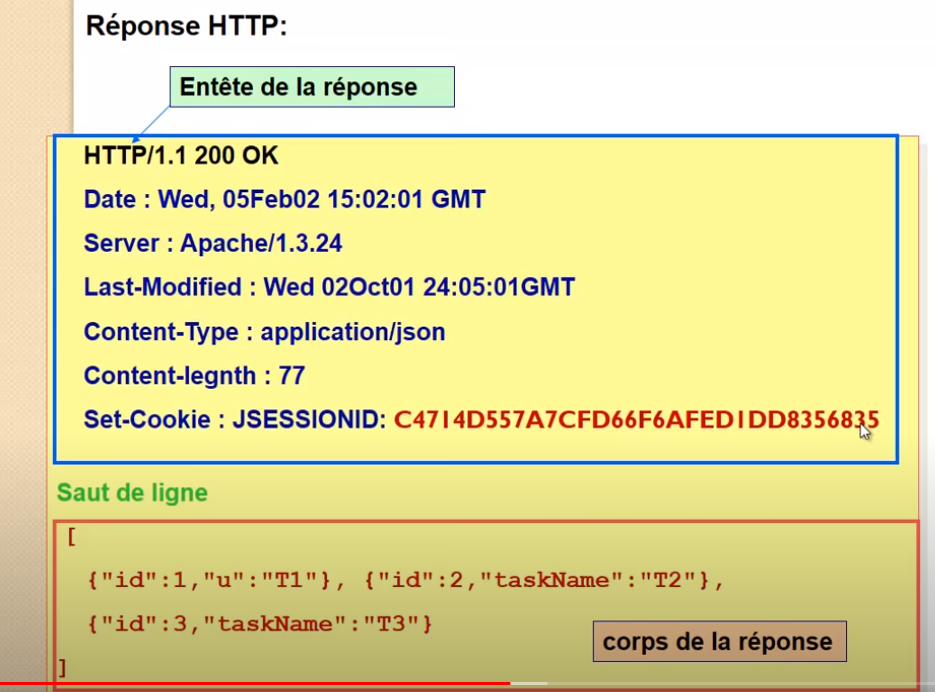 Réponse HTTP:
Entête de la réponse
HTTP/1.1 200 OK
Date : Wed, 05Feb02 15:02:01 GMT
Server : Apache/1.3.24
Last-Modified : Wed 02Oct01 24:05:01GMT
Content-Type : application/json
Content-legnth : 77
Set-Cookie : JSESSIONID: C4714D557A7CFD66F6AFED1DD8356835
Saut de ligne
[
{"id":1,"u":"T1"}, {"id":2,"taskName":"T2"},
{"id":3,"taskName":"T3"}
corps de la réponse
]